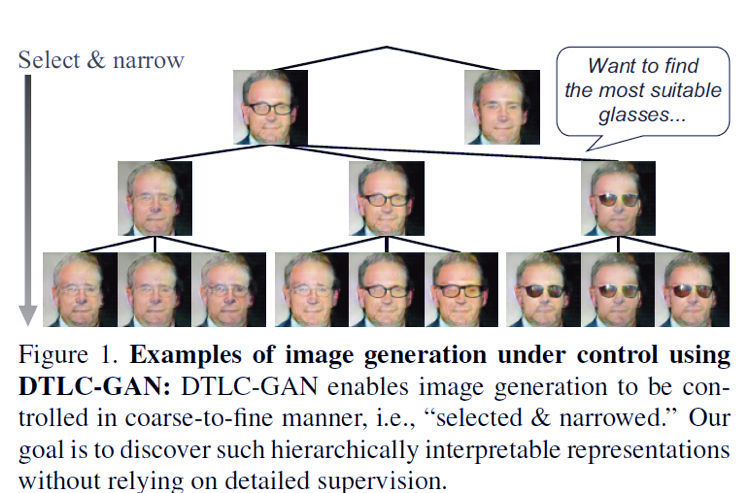 Select & narrow
Want to find
the most suitable
glasses...
Figure 1. Examples of image generation under control using
DTLC-GAN: DTLC-GAN enables image generation to be con-
trolled in coarse-to-fine manner, i.e., “selected & narrowed.” Our
goal is to discover such hierarchically interpretable representations
without relying on detailed supervision.